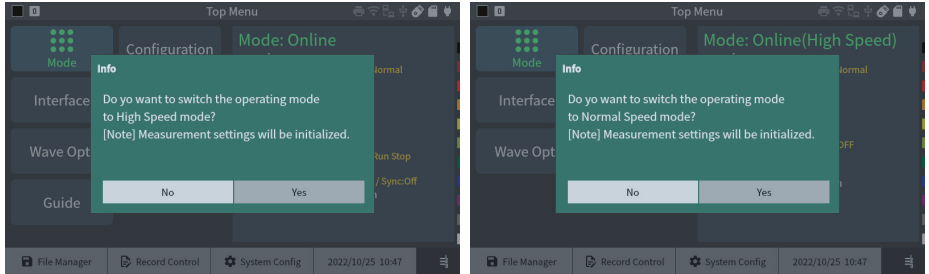 0
Top Menu
Mode
Configuration
Mode: Online
Normal
Info
Do yo want to switch the operating mode
to High Speed mode?
[Note] Measurement settings will be initialized.
Interface
Wave Opt
Run Stop
/ Sync:Off
No
Yes
Guide
File Manager
Record Control
System Config
2022/10/25 10:47
0
Top Menu
Mode
Configuration
Mode: Online(High Speed)
Normal
Info
Do yo want to switch the operating mode
to Normal Speed mode?
[Note] Measurement settings will be initialized.
Interface
Wave Opt
OFF
No
Yes
File Manager
Record Control
System Config
2022/10/25 10:47